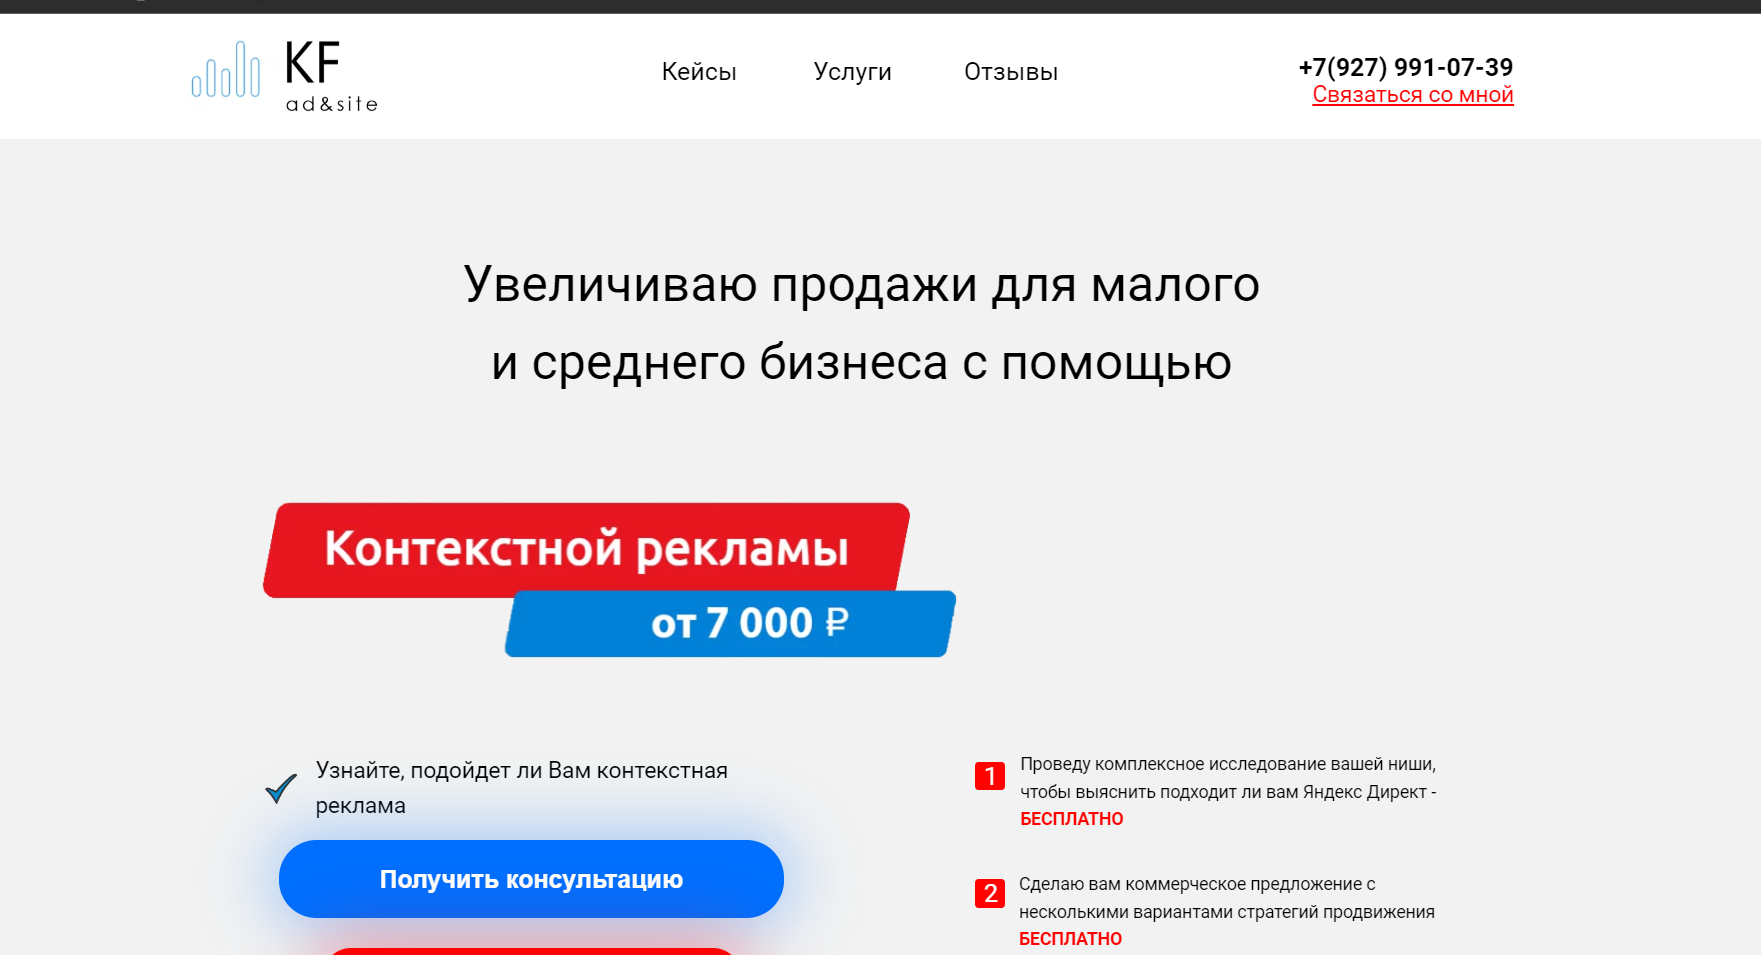 KF
ad&site
Кейсы
Услуги
Отзывы
+7(927) 991-07-39
Связаться со мной
Увеличиваю продажи для малого
и среднего бизнеса с помощью
Контекстной рекламы
от 7 000 ₽
Узнайте, подойдет ли Вам контекстная
реклама
Получить консультацию
1
Проведу комплексное исследование вашей ниши,
чтобы выяснить подходит ли вам Яндекс Директ -
БЕСПЛАТНО
2
Сделаю вам коммерческое предложение с
несколькими вариантами стратегий продвижения
БЕСПЛАТНО